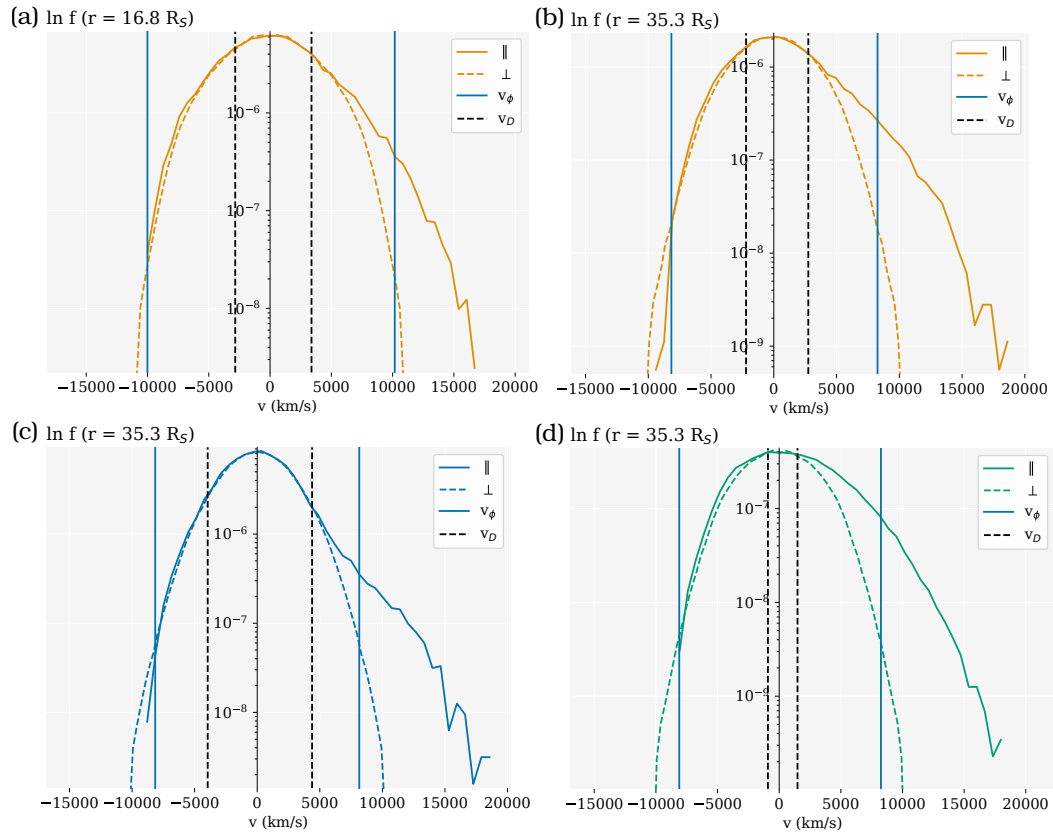 (a) ln f (r = 16.8 R_S)
∥
⊥
v_ϕ
v_D
10⁻⁶
10⁻⁷
10⁻⁸
−15000 −10000 −5000 0 5000 10000 15000 20000
v (km/s)
(b) ln f (r = 35.3 R_S)
∥
⊥
v_ϕ
v_D
10⁻⁶
10⁻⁷
10⁻⁸
10⁻⁹
−15000 −10000 −5000 0 5000 10000 15000 20000
v (km/s)
(c) ln f (r = 35.3 R_S)
∥
⊥
v_ϕ
v_D
10⁻⁶
10⁻⁷
10⁻⁸
−15000 −10000 −5000 0 5000 10000 15000 20000
v (km/s)
(d) ln f (r = 35.3 R_S)
∥
⊥
v_ϕ
v_D
10⁻⁷
10⁻⁸
10⁻⁹
−15000 −10000 −5000 0 5000 10000 15000 20000
v (km/s)